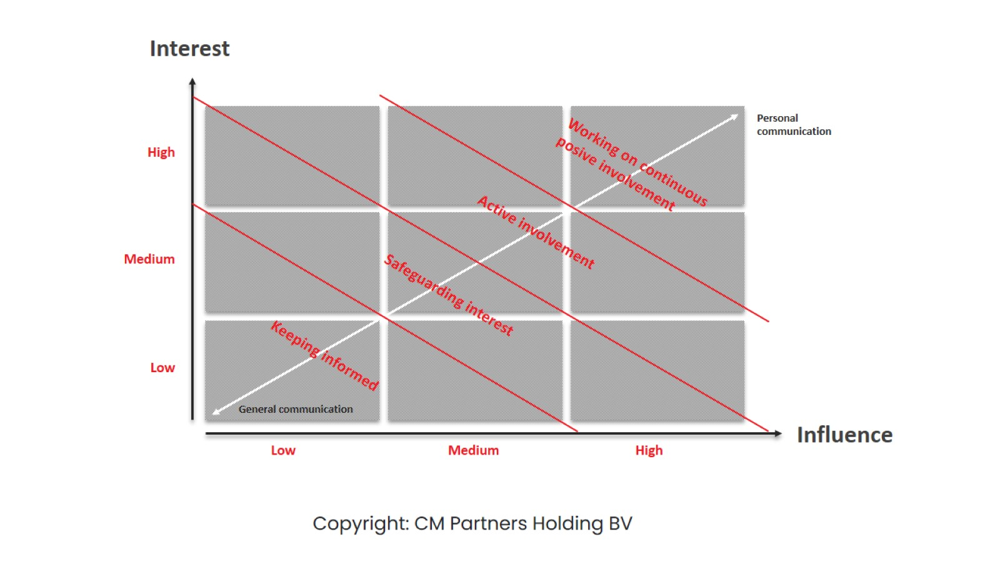 Interest
Personal
communication
High
Working on continuous
posive involvement
Active involvement
Medium
Safeguarding interest
Keeping informed
Low
General communication
Influence
Low
Medium
High
Copyright: CM Partners Holding BV